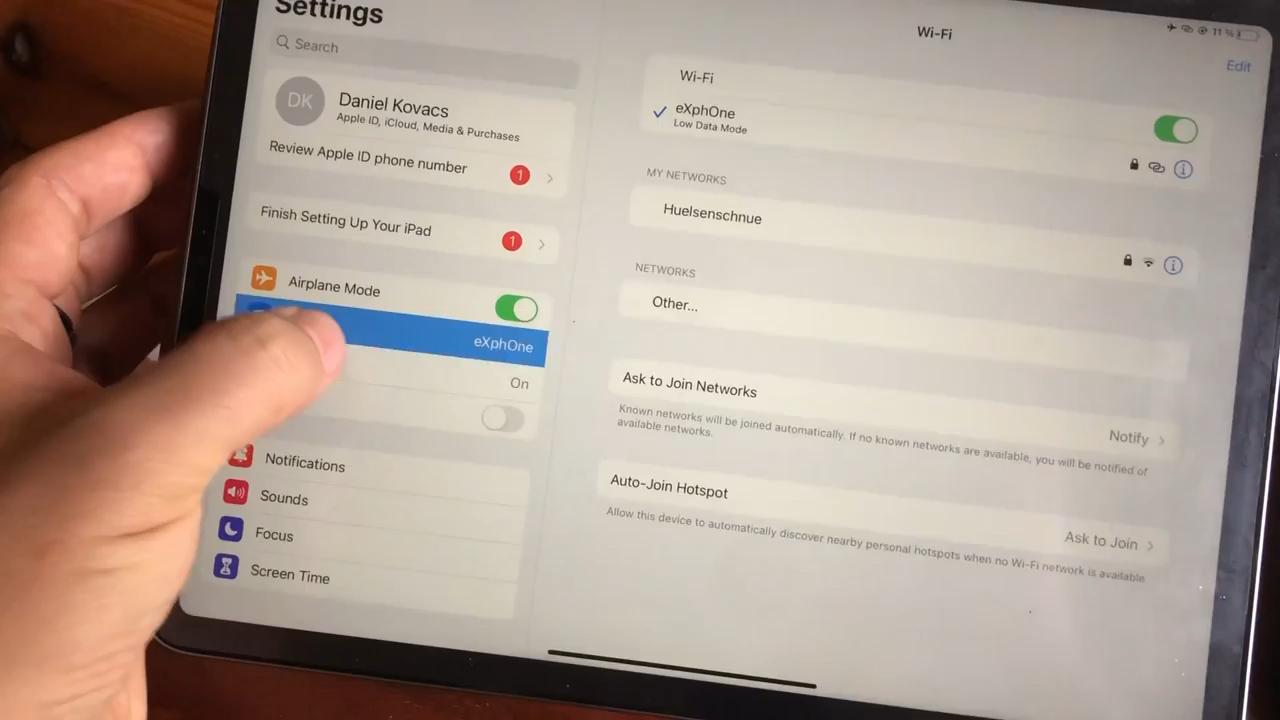 Settings
Search
DK
Daniel Kovacs
Apple ID, iCloud, Media & Purchases
Review Apple ID phone number
1
Finish Setting Up Your iPad
1
Airplane Mode
eXphOne
On
Notifications
Sounds
Focus
Screen Time
11 %
Wi-Fi
Edit
Wi-Fi
eXphOne
Low Data Mode
MY NETWORKS
Huelsenschnue
NETWORKS
Other...
Ask to Join Networks
Notify
Known networks will be joined automatically. If no known networks are available, you will be notified of
available networks.
Auto-Join Hotspot
Ask to Join
Allow this device to automatically discover nearby personal hotspots when no Wi-Fi network is available